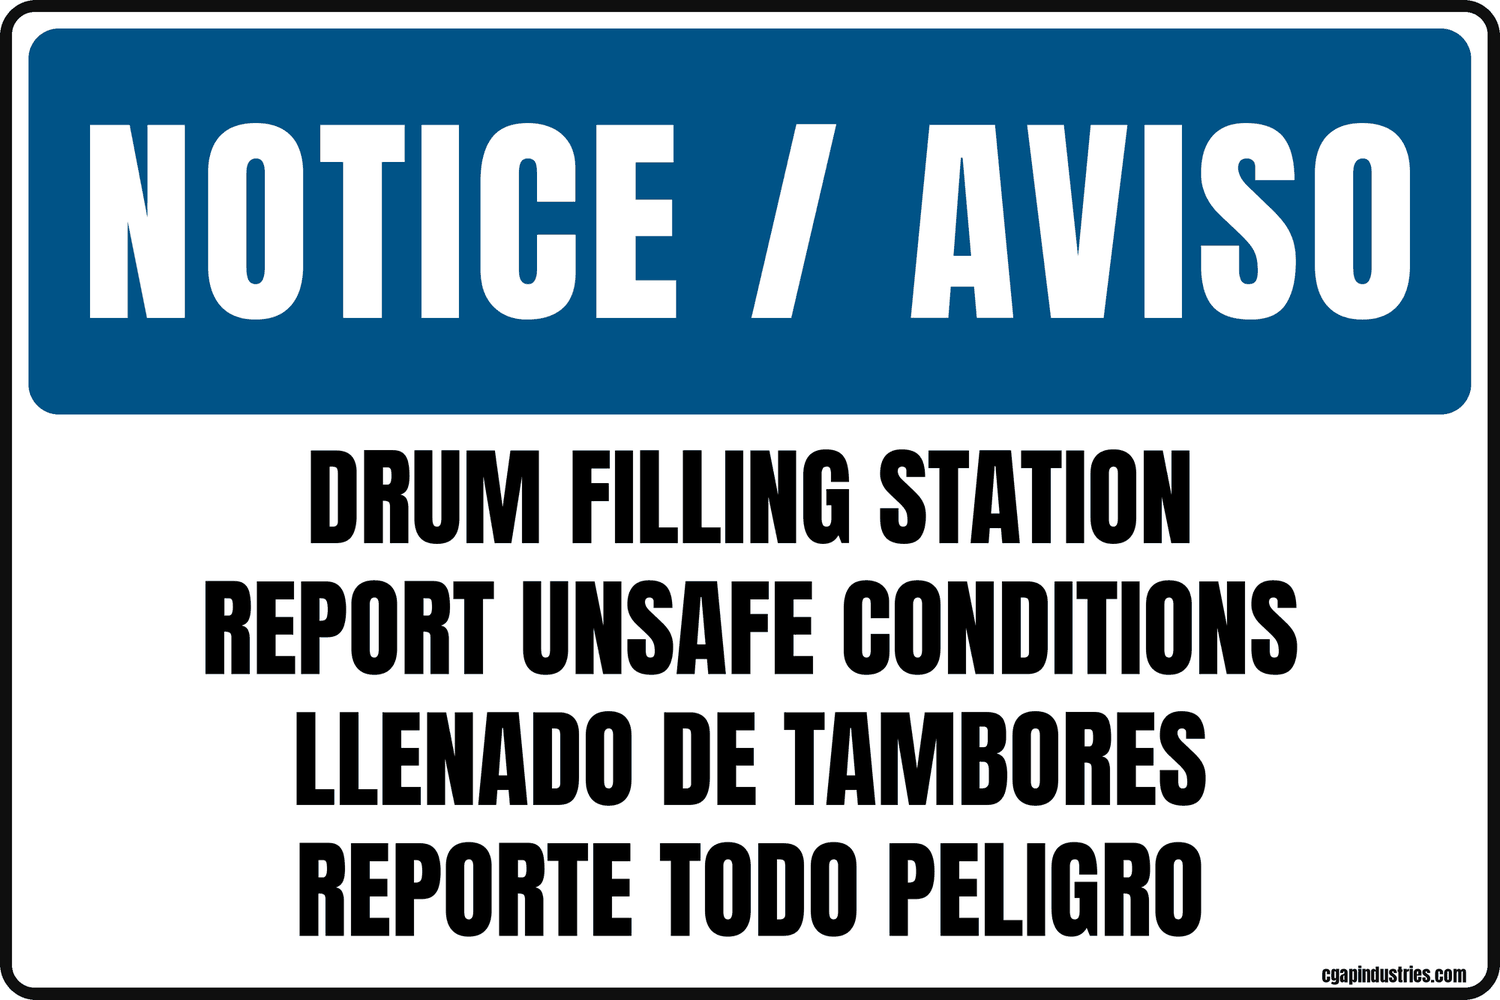 NOTICE / AVISO
DRUM FILLING STATION
REPORT UNSAFE CONDITIONS
LLENADO DE TAMBORES
REPORTE TODO PELIGRO
cgapindustries.com